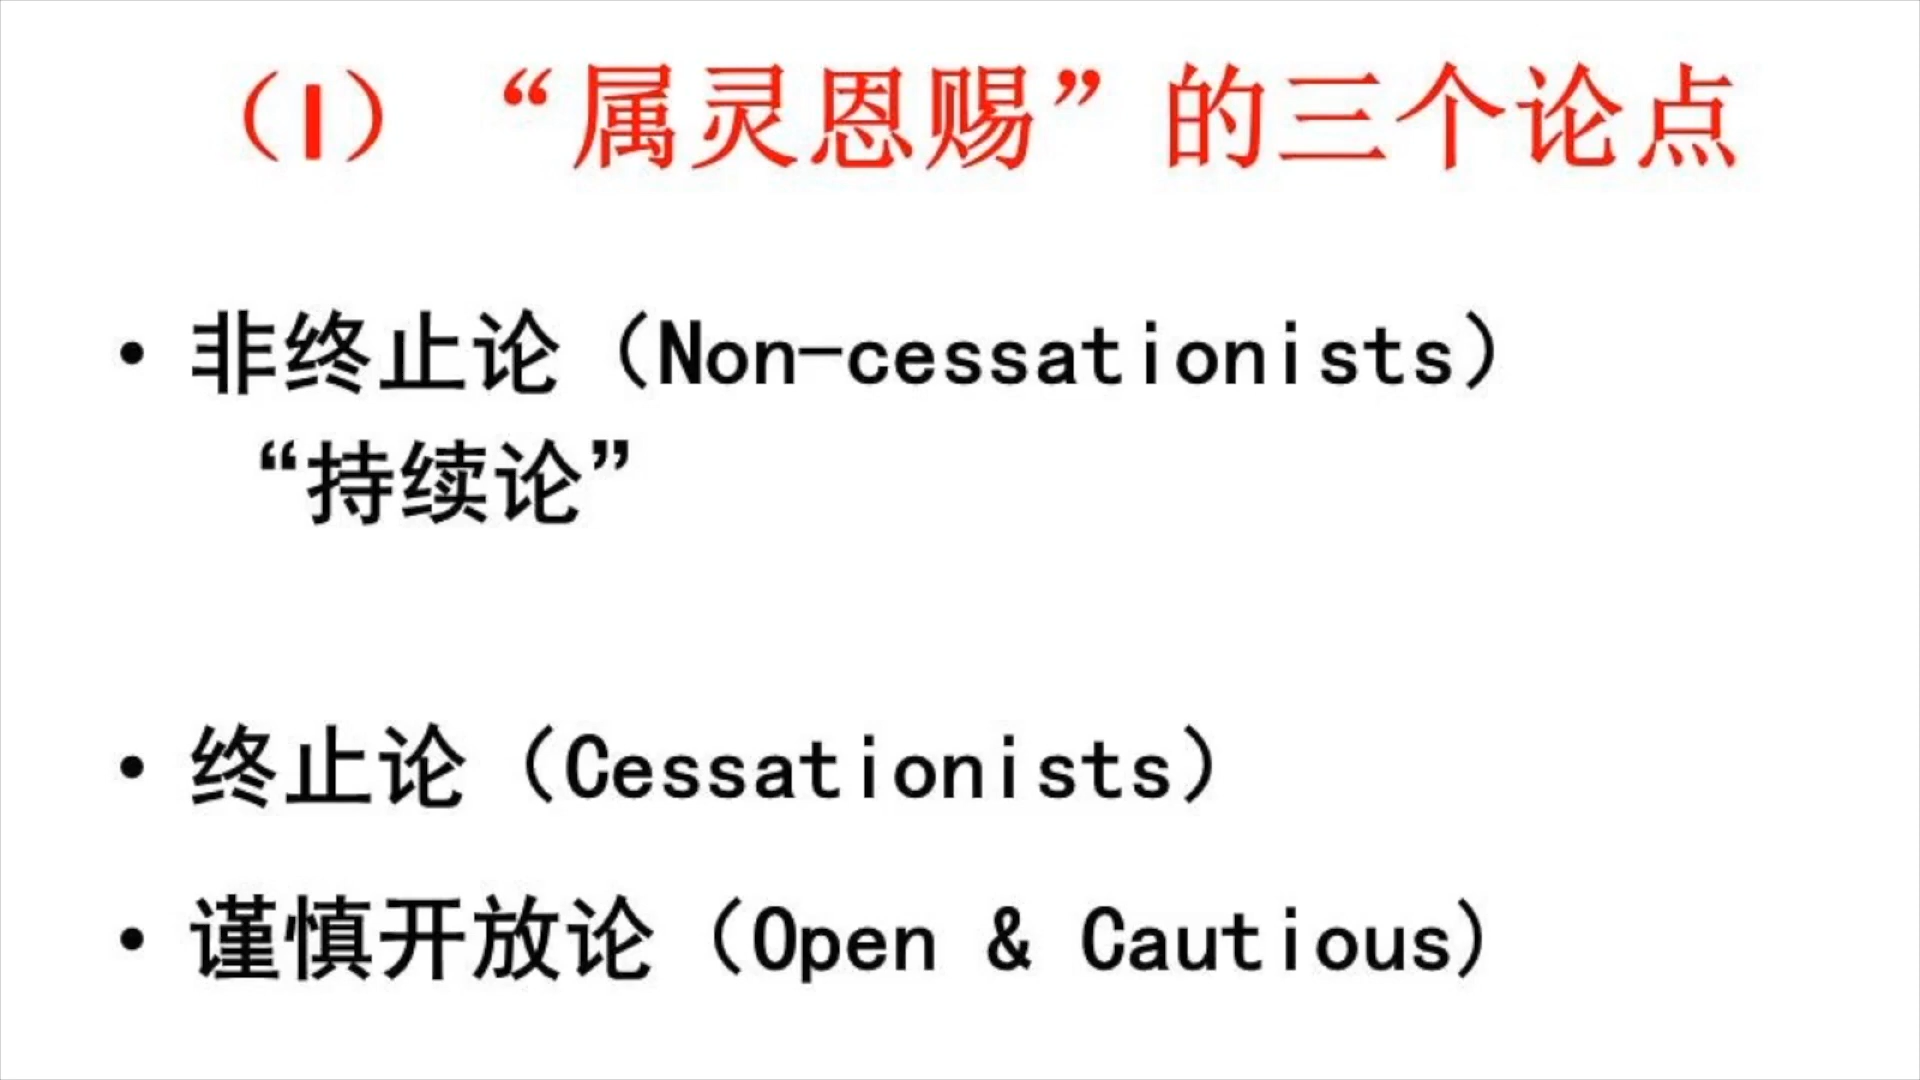 （I）“属灵恩赐”的三个论点
• 非终止论（Non-cessationists）
“持续论”
• 终止论（Cessationists）
• 谨慎开放论（Open & Cautious）